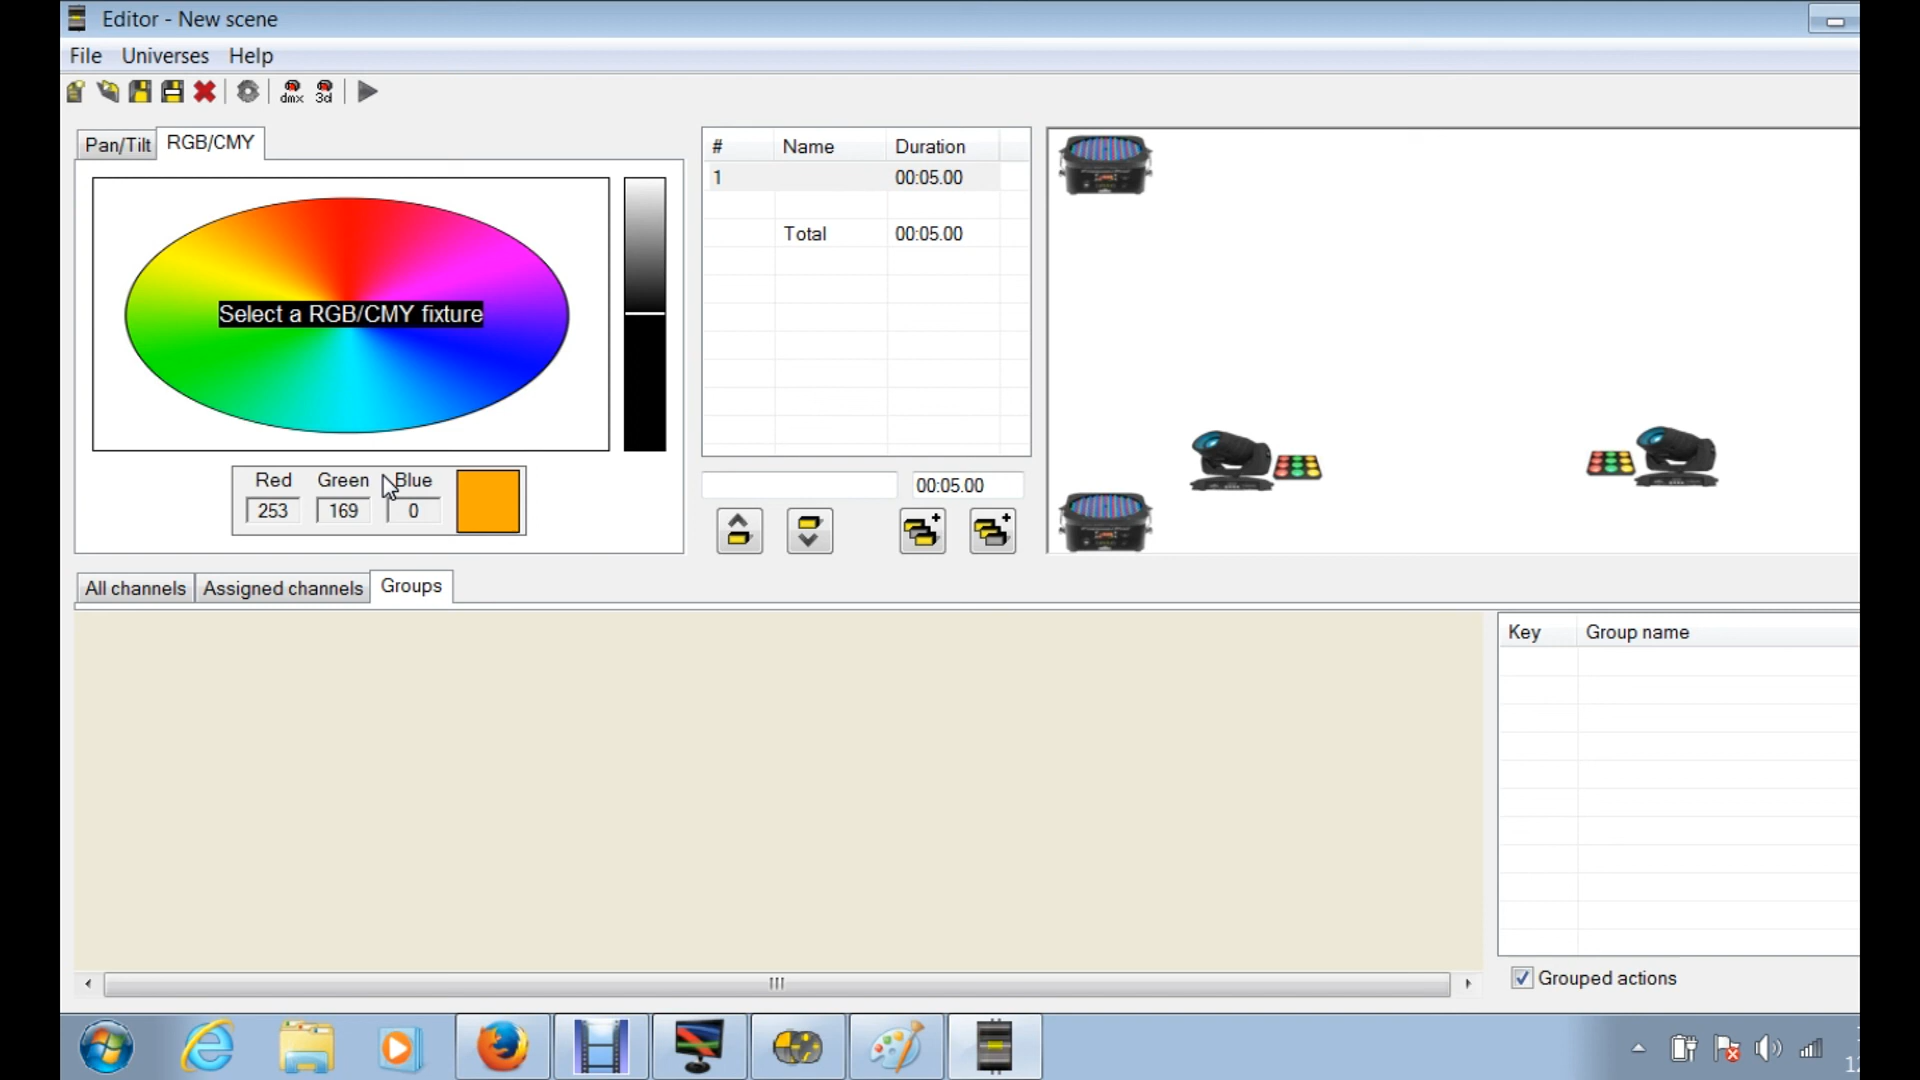 Editor - New scene
File Universes Help
dmx 3d
Pan/Tilt RGB/CMY
Select a RGB/CMY fixture
Red Green Blue
253 169 0
# Name Duration
1 00:05.00
Total 00:05.00
00:05.00
All channels Assigned channels Groups
Key Group name
Grouped actions